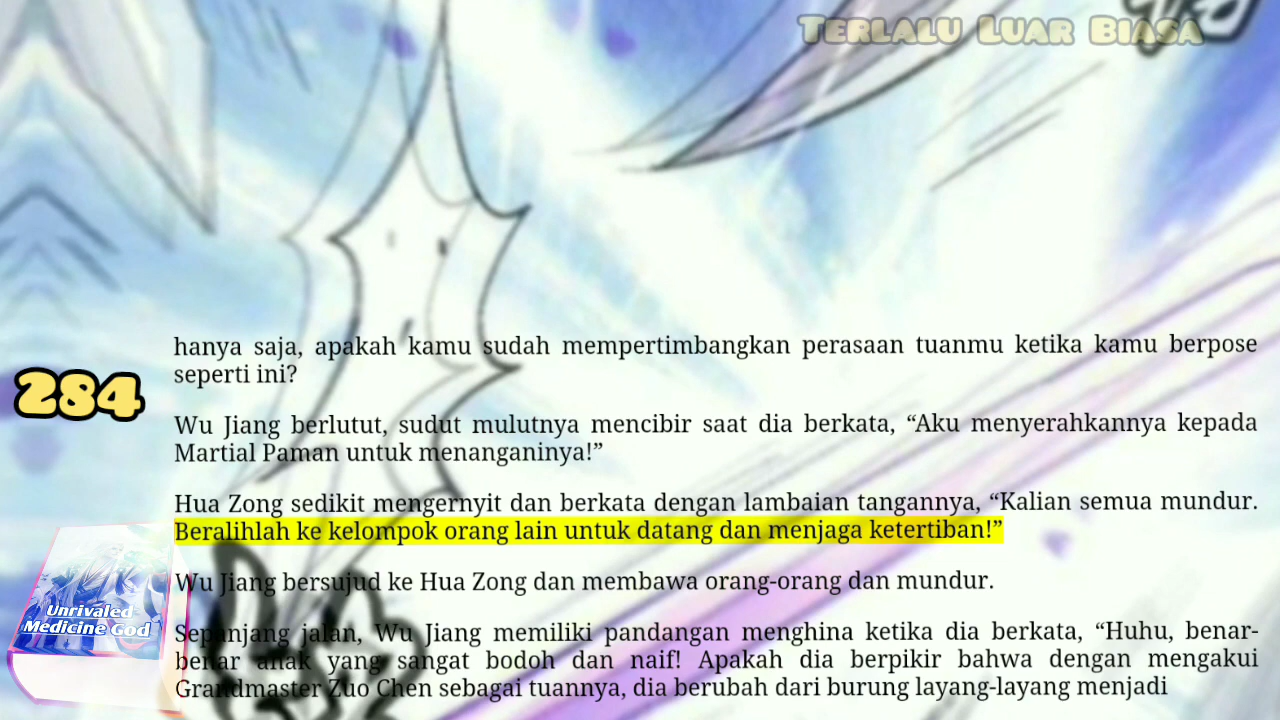 Terlalu Luar Biasa
hanya saja, apakah kamu sudah mempertimbangkan perasaan tuanmu ketika kamu berpose
seperti ini?
Wu Jiang berlutut, sudut mulutnya mencibir saat dia berkata, “Aku menyerahkannya kepada
Martial Paman untuk menanganinya!”
284
Hua Zong sedikit mengernyit dan berkata dengan lambaian tangannya, “Kalian semua mundur.
Beralihlah ke kelompok orang lain untuk datang dan menjaga ketertiban!”
Wu Jiang bersujud ke Hua Zong dan membawa orang-orang dan mundur.
Sepanjang jalan, Wu Jiang memiliki pandangan menghina ketika dia berkata, “Huhu, benar-
benar anak yang sangat bodoh dan naif! Apakah dia berpikir bahwa dengan mengakui
Grandmaster Zuo Chen sebagai tuannya, dia berubah dari burung layang-layang menjadi
Unrivaled
Medicine God